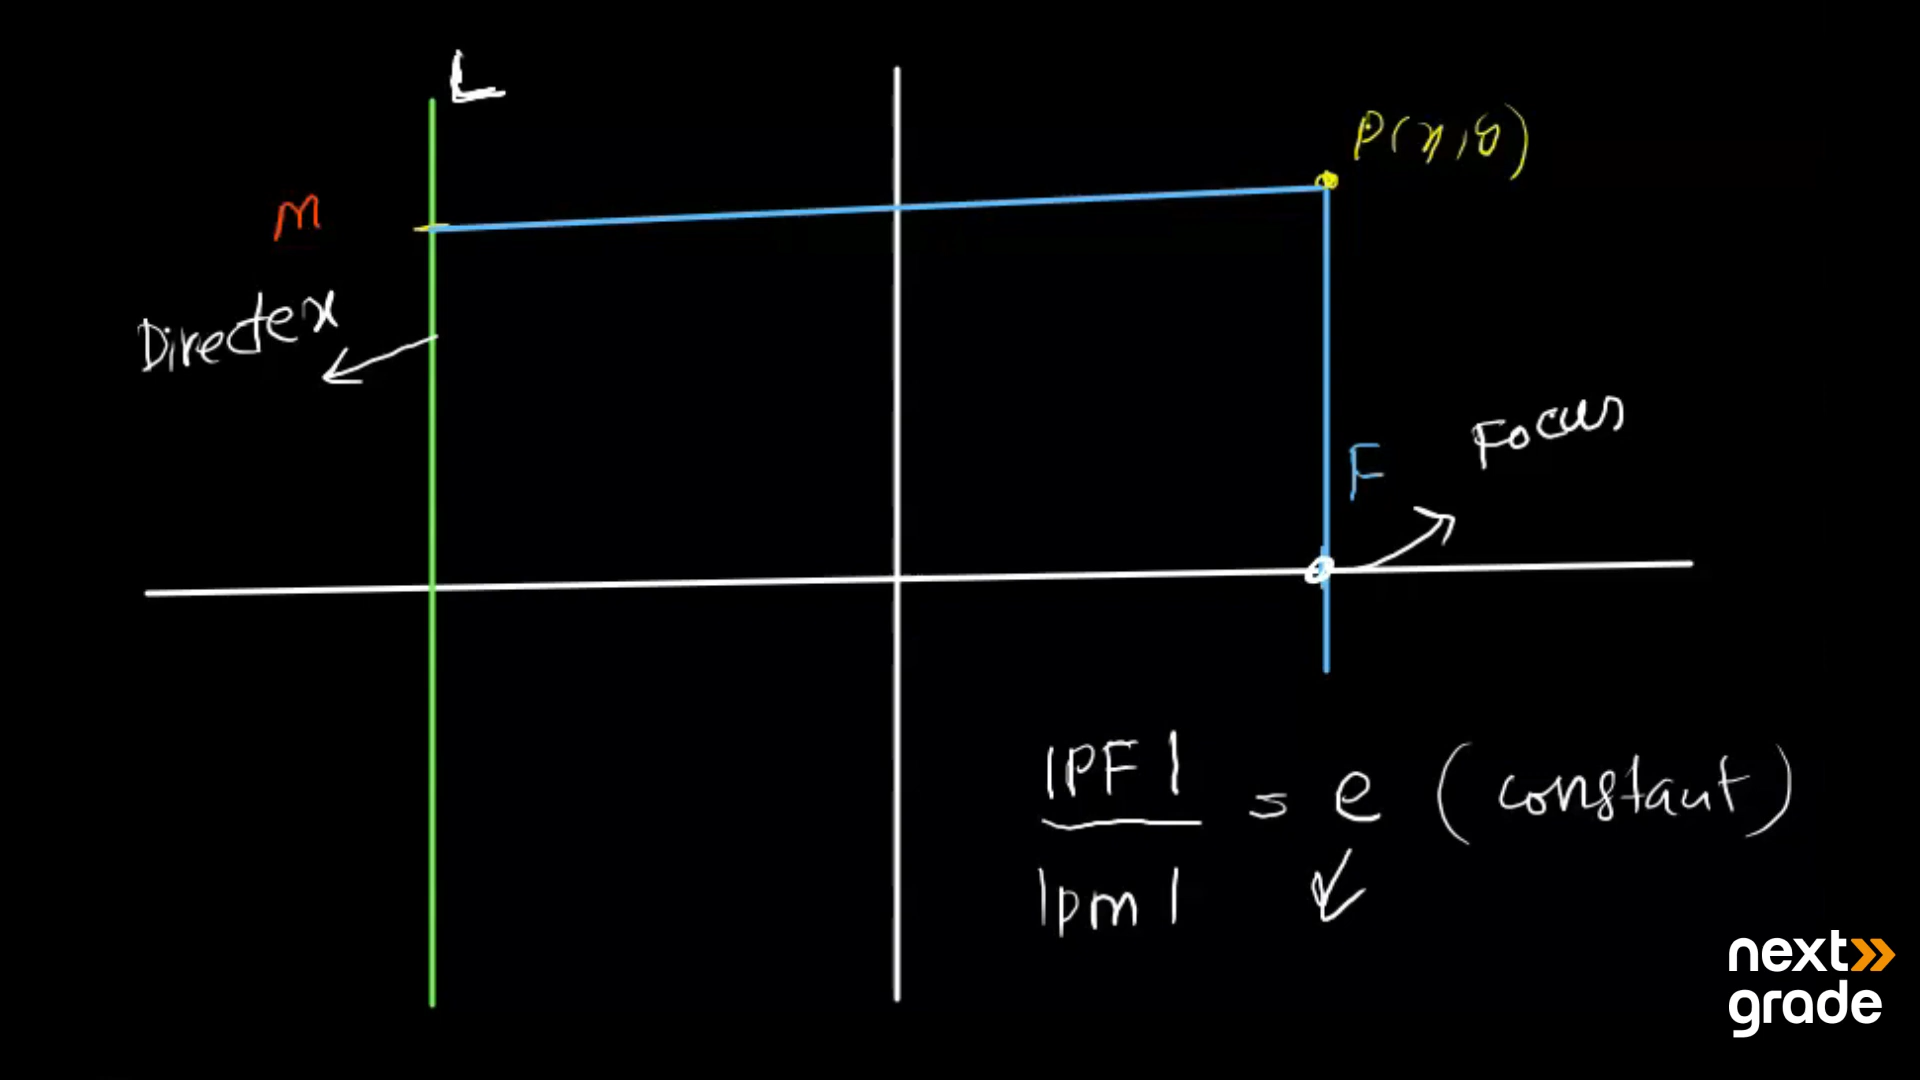 L
P(x,y)
M
Directex
Focus
F
|PF|
= e (constant)
|pm|
next
grade